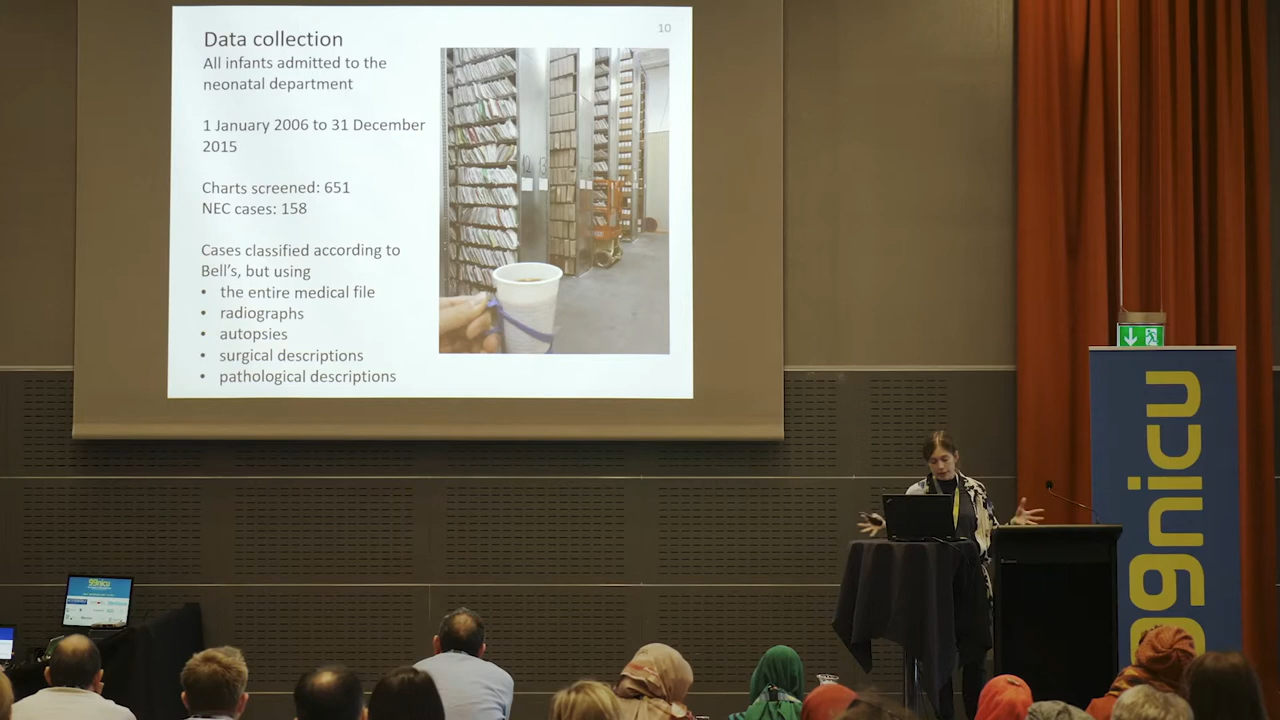 10
Data collection
All infants admitted to the
neonatal department
1 January 2006 to 31 December
2015
Charts screened: 651
NEC cases: 158
Cases classified according to
Bell's, but using
• the entire medical file
• radiographs
• autopsies
• surgical descriptions
• pathological descriptions
99nicu
99nicu